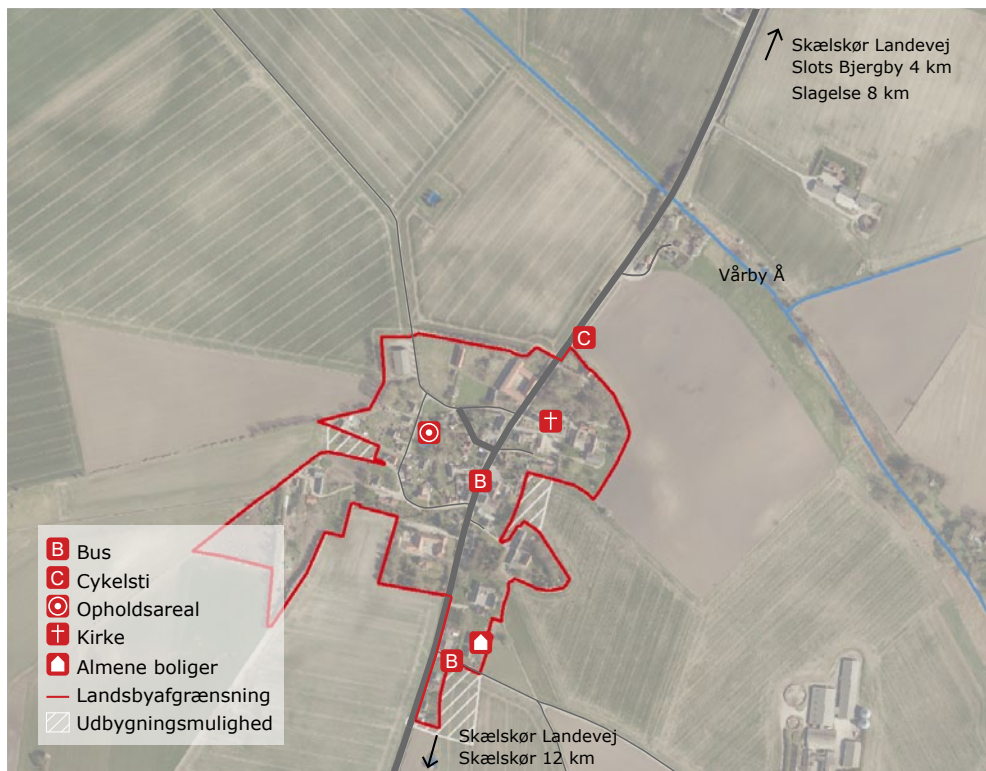 Skælskør Landevej
Slots Bjergby 4 km
Slagelse 8 km
Vårby Å
C
B
B
B Bus
C Cykelsti
Opholdsareal
Kirke
Almene boliger
Landsbyafgrænsning
Udbygningsmulighed
Skælskør Landevej
Skælskør 12 km